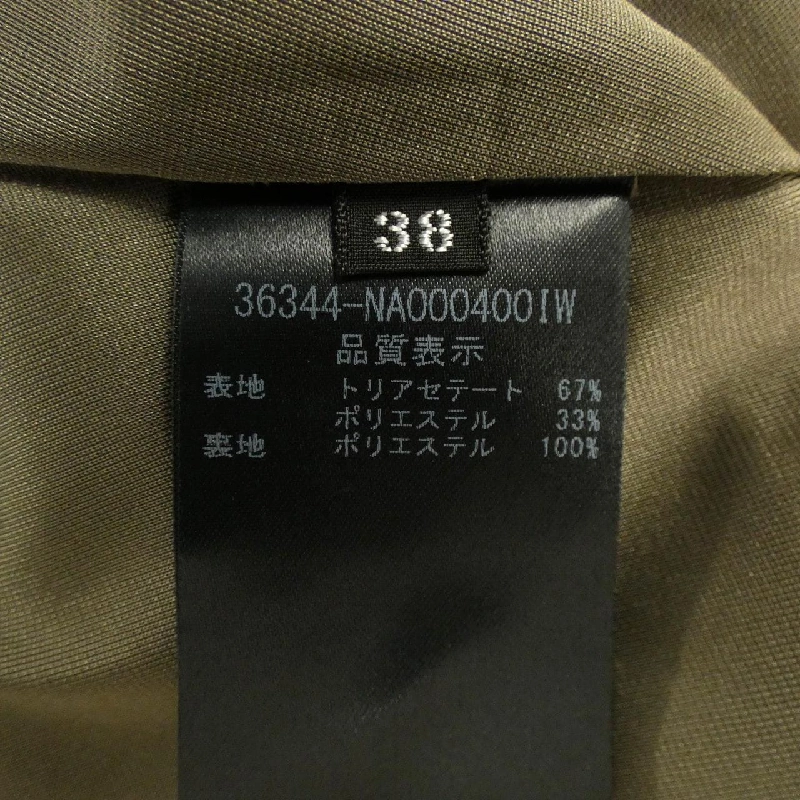 38
36344-NA000400IW
品質表示
表地 トリアセテート 67%
ポリエステル 33%
裏地 ポリエステル 100%